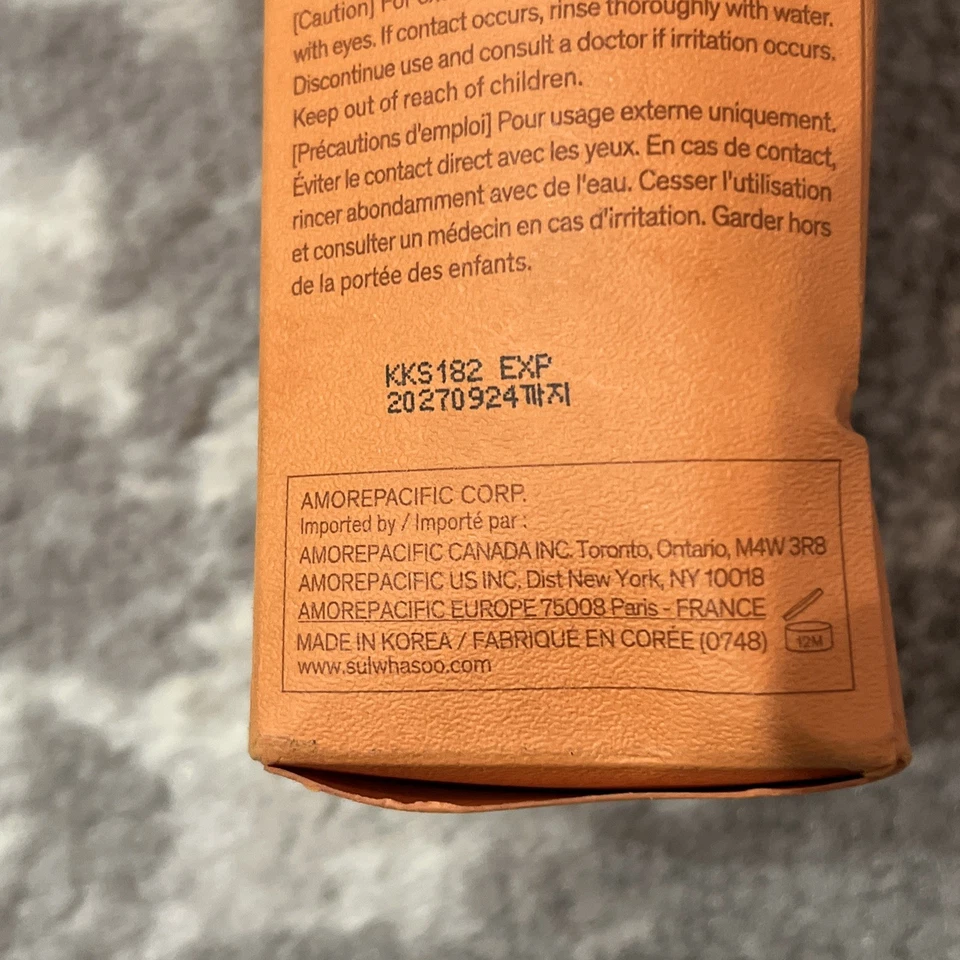 [Caution] For
with eyes. If contact occurs, rinse thoroughly with water.
Discontinue use and consult a doctor if irritation occurs.
Keep out of reach of children.
[Précautions d'emploi] Pour usage externe uniquement.
Éviter le contact direct avec les yeux. En cas de contact,
rincer abondamment avec de l'eau. Cesser l'utilisation
et consulter un médecin en cas d'irritation. Garder hors
de la portée des enfants.
KKS182 EXP
20270924까지
AMOREPACIFIC CORP.
Imported by / Importé par :
AMOREPACIFIC CANADA INC. Toronto, Ontario, M4W 3R8
AMOREPACIFIC US INC, Dist New York, NY 10018
AMOREPACIFIC EUROPE 75008 Paris - FRANCE
MADE IN KOREA / FABRIQUÉ EN CORÉE (0748)
12M
www.sulwhasoo.com